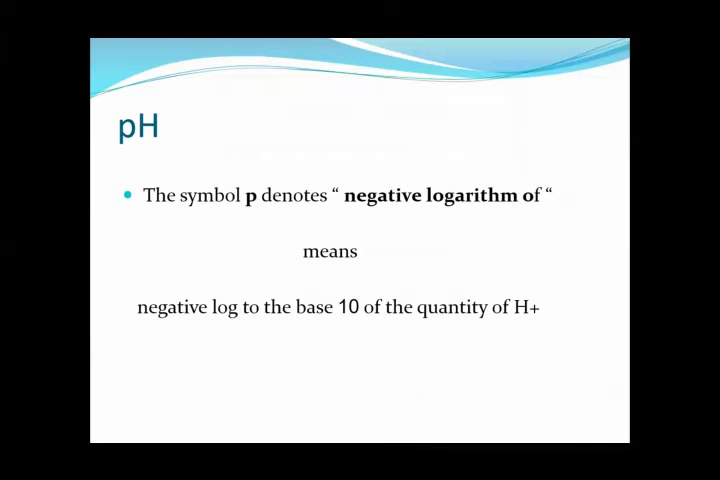 pH
• The symbol p denotes “ negative logarithm of “
means
negative log to the base 10 of the quantity of H+